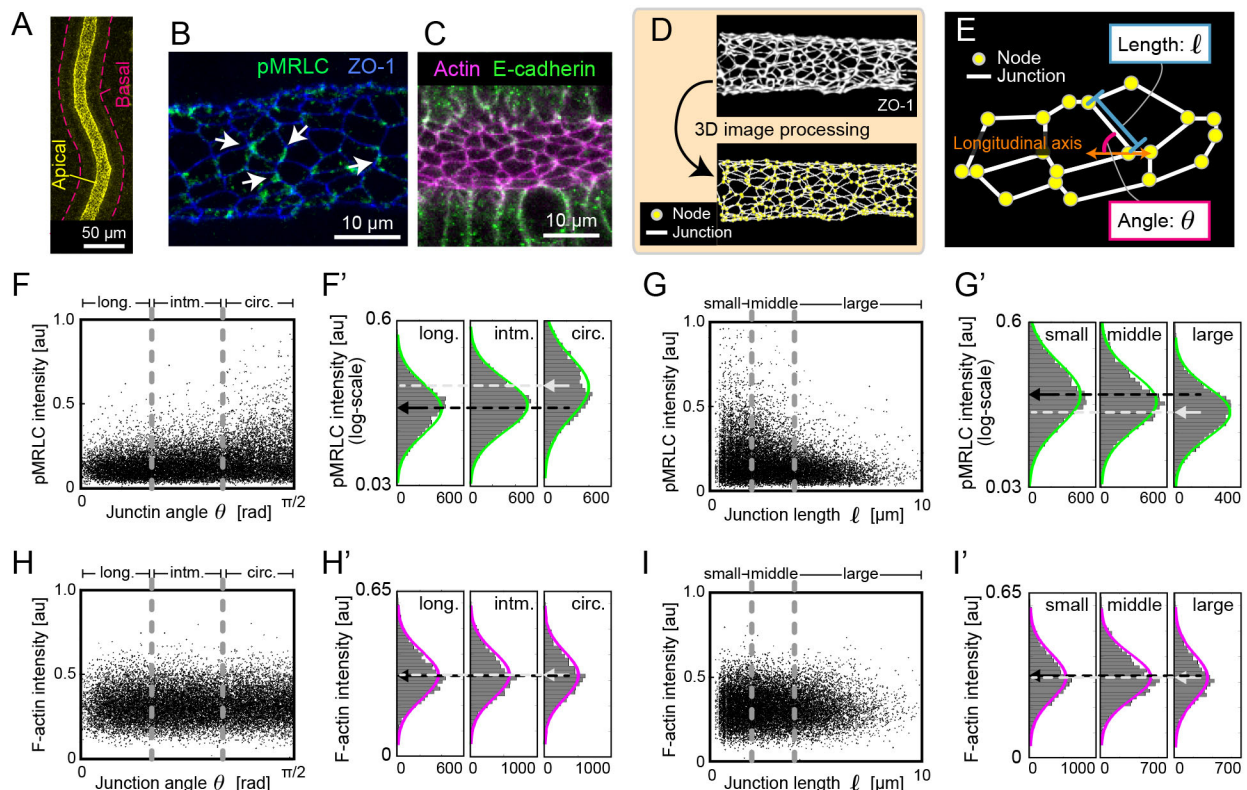 A
Apical
Basal
50 µm
B
pMRLC ZO-1
10 µm
C
Actin E-cadherin
10 µm
D
ZO-1
3D image processing
Node
Junction
E
Node
Junction
Length: ℓ
Longitudinal axis
Angle: θ
F
long. intm. circ.
1.0
0.5
0
pMRLC intensity [au]
0 π/2
Junctin angle θ [rad]
F’
0.6
long. intm. circ.
pMRLC intensity [au]
(log-scale)
0.03
0 600 0 600 0 600
G
small middle large
1.0
0.5
0
pMRLC intensity [au]
0 10
Junction length ℓ [µm]
G’
0.6
small middle large
pMRLC intensity [au]
(log-scale)
0.03
0 600 0 600 0 400
H
long. intm. circ.
1.0
0.5
0
F-actin intensity [au]
0 π/2
Junction angle θ [rad]
H’
0.65
long. intm. circ.
F-actin intensity [au]
0
0 600 0 1000 0 1000
I
small middle large
1.0
0.5
0
F-actin intensity [au]
0 10
Junction length ℓ [µm]
I’
0.65
small middle large
F-actin intensity [au]
0
0 1000 0 700 0 700